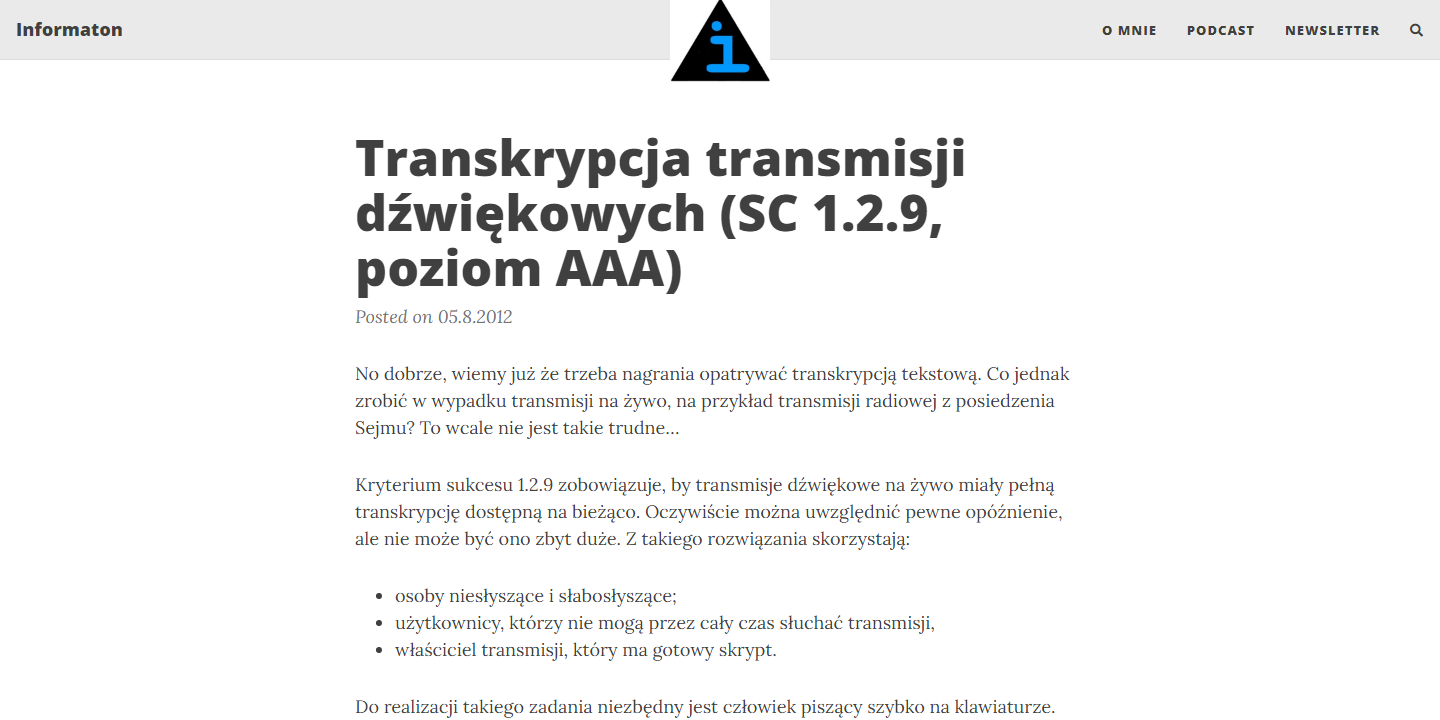 Informaton
i
O MNIE
PODCAST
NEWSLETTER
Transkrypcja transmisji
dźwiękowych (SC 1.2.9,
poziom AAA)
Posted on 05.8.2012
No dobrze, wiemy już że trzeba nagrania opatrywać transkrypcją tekstową. Co jednak
zrobić w wypadku transmisji na żywo, na przykład transmisji radiowej z posiedzenia
Sejmu? To wcale nie jest takie trudne…
Kryterium sukcesu 1.2.9 zobowiązuje, by transmisje dźwiękowe na żywo miały pełną
transkrypcję dostępną na bieżąco. Oczywiście można uwzględnić pewne opóźnienie,
ale nie może być ono zbyt duże. Z takiego rozwiązania skorzystają:
• osoby niesłyszące i słabosłyszące;
• użytkownicy, którzy nie mogą przez cały czas słuchać transmisji,
• właściciel transmisji, który ma gotowy skrypt.
Do realizacji takiego zadania niezbędny jest człowiek piszący szybko na klawiaturze.